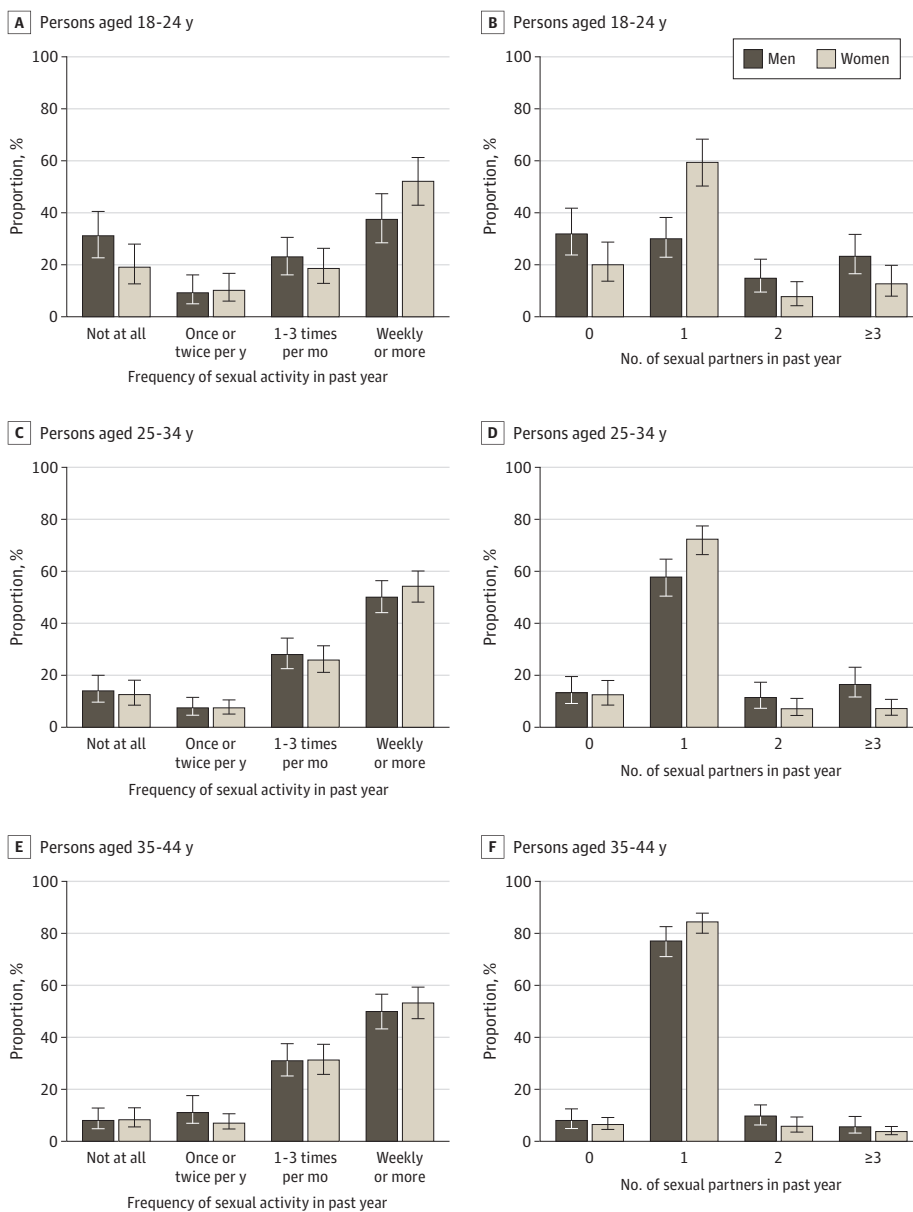 A Persons aged 18-24 y
100
80
60
40
20
0
Proportion, %
Not at all
Once or
twice per y
1-3 times
per mo
Weekly
or more
Frequency of sexual activity in past year
B Persons aged 18-24 y
Men Women
100
80
60
40
20
0
Proportion, %
0 1 2 ≥3
No. of sexual partners in past year
C Persons aged 25-34 y
100
80
60
40
20
0
Proportion, %
Not at all
Once or
twice per y
1-3 times
per mo
Weekly
or more
Frequency of sexual activity in past year
D Persons aged 25-34 y
100
80
60
40
20
0
Proportion, %
0 1 2 ≥3
No. of sexual partners in past year
E Persons aged 35-44 y
100
80
60
40
20
0
Proportion, %
Not at all
Once or
twice per y
1-3 times
per mo
Weekly
or more
Frequency of sexual activity in past year
F Persons aged 35-44 y
100
80
60
40
20
0
Proportion, %
0 1 2 ≥3
No. of sexual partners in past year